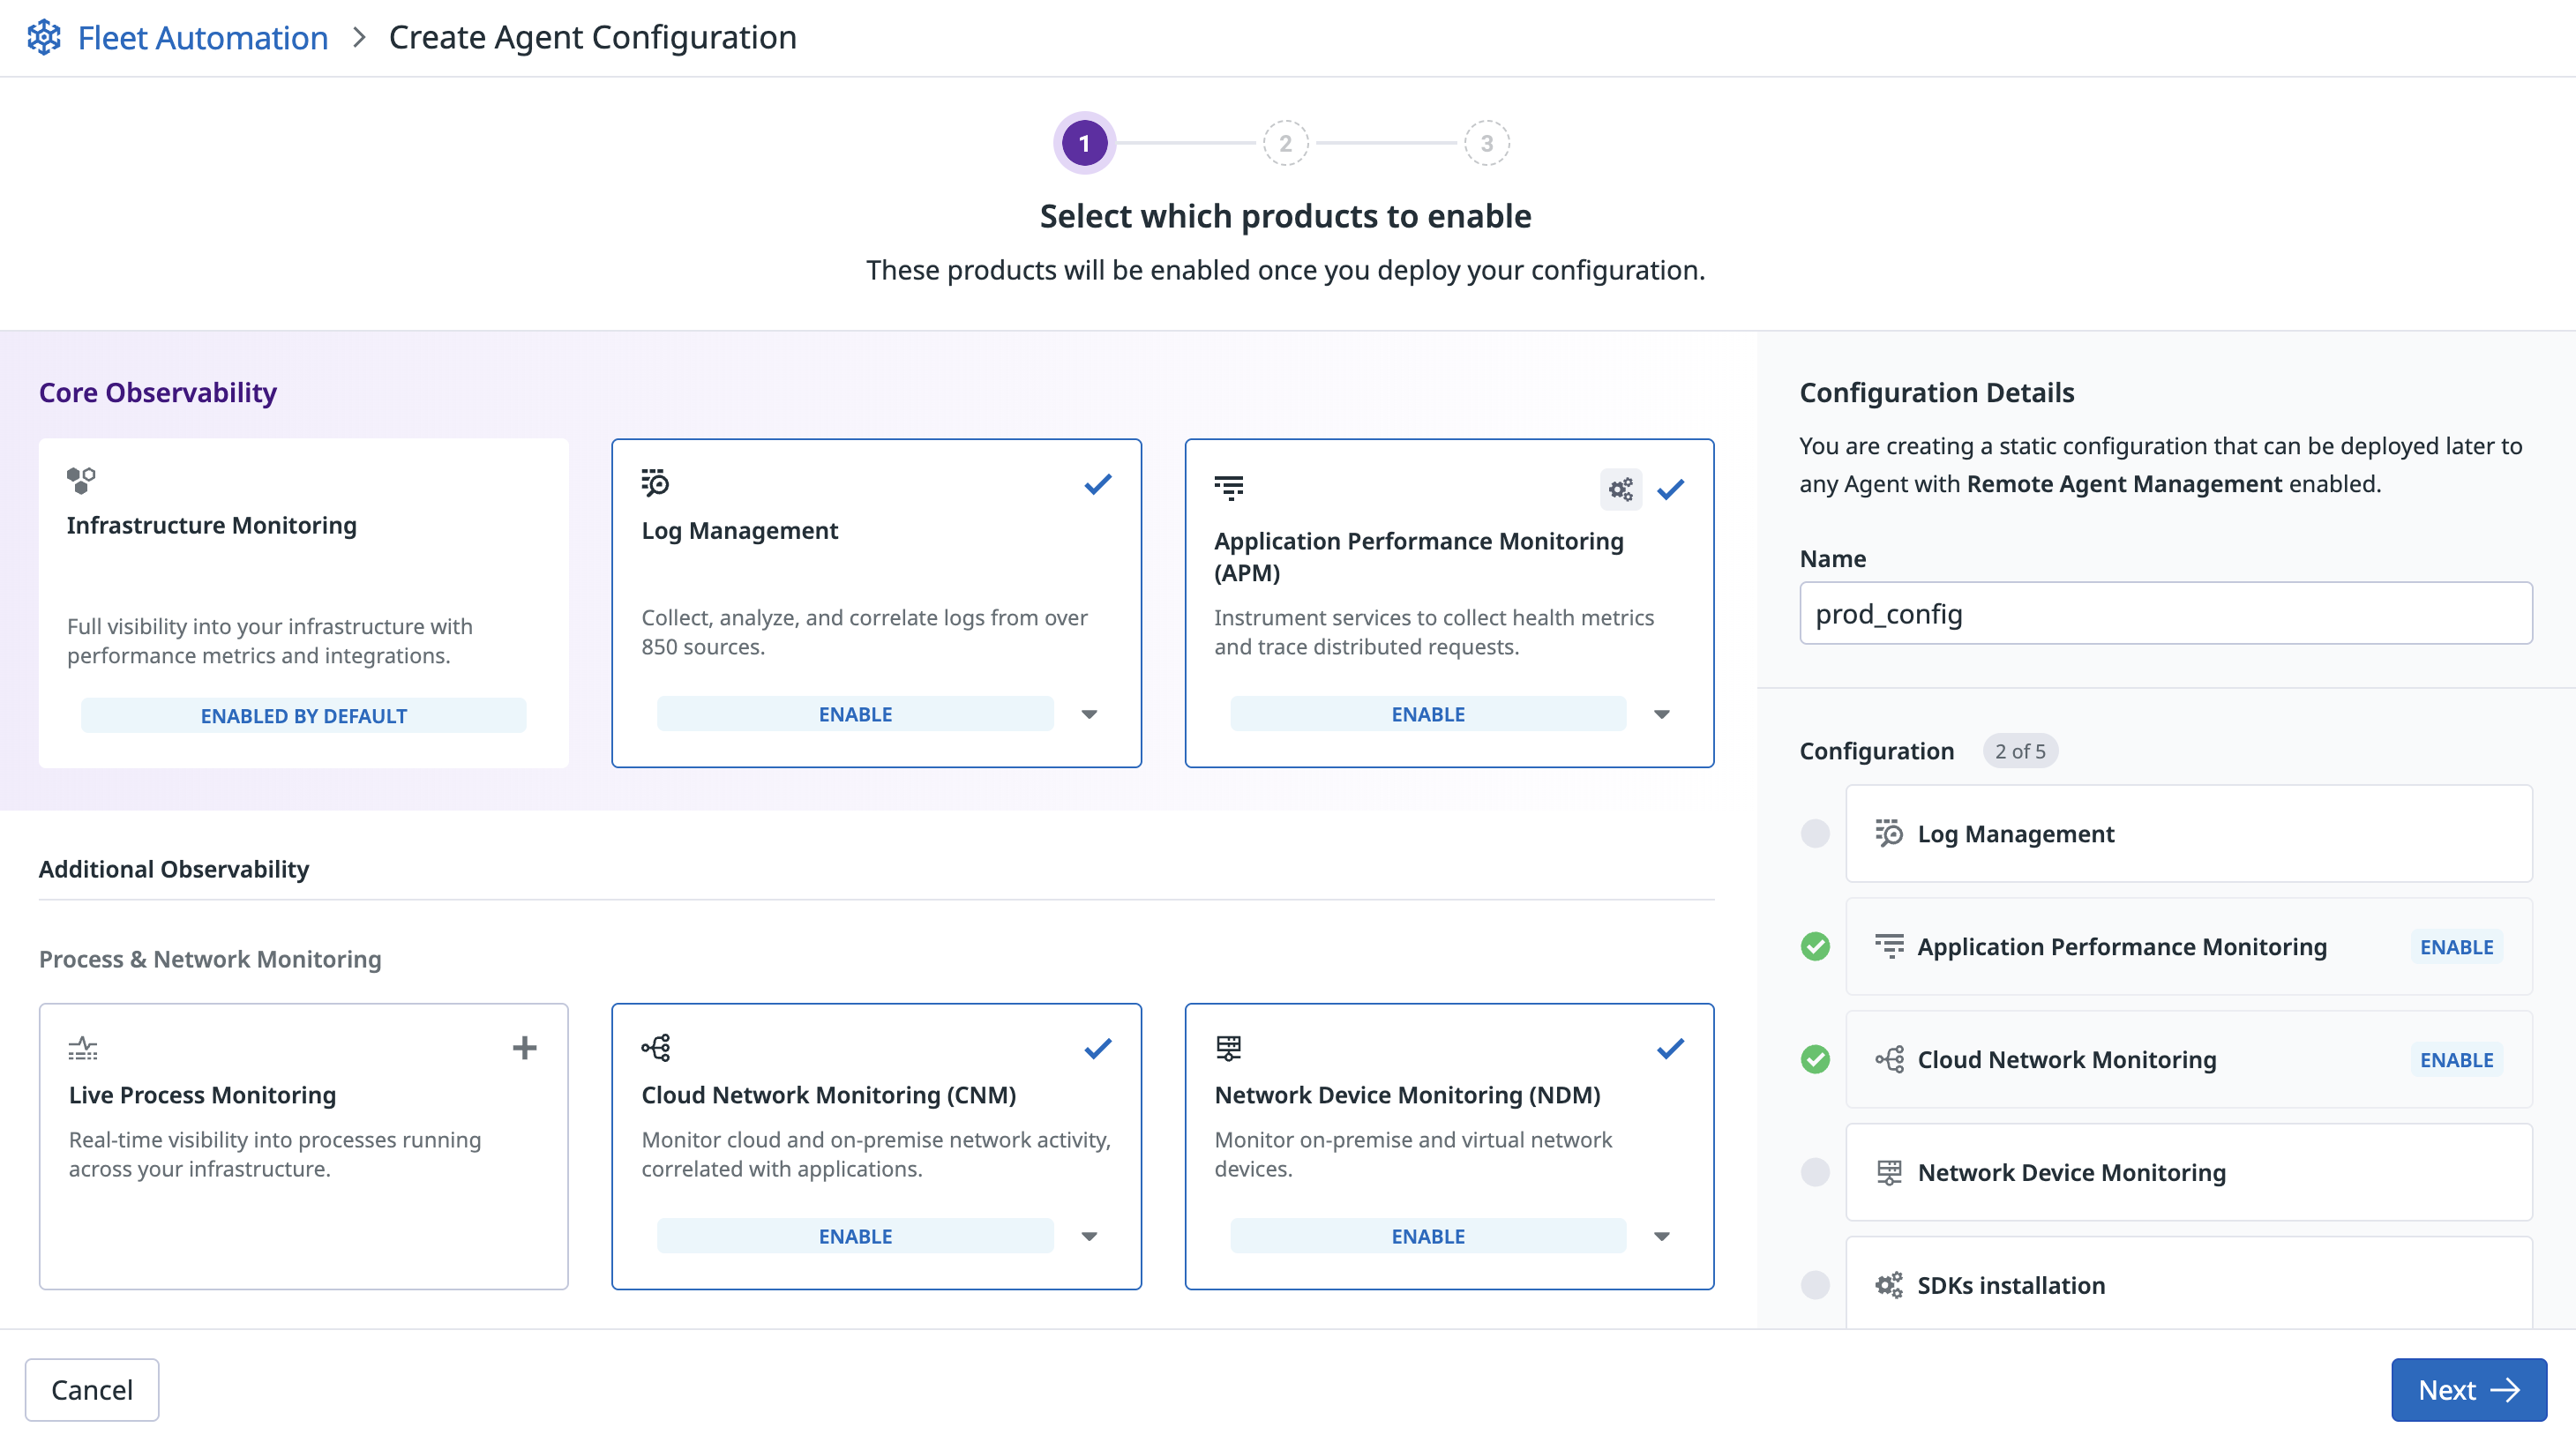 Fleet Automation > Create Agent Configuration
1 2 3
Select which products to enable
These products will be enabled once you deploy your configuration.
Core Observability
Infrastructure Monitoring
Full visibility into your infrastructure with
performance metrics and integrations.
ENABLED BY DEFAULT
Log Management
Collect, analyze, and correlate logs from over
850 sources.
ENABLE
Application Performance Monitoring
(APM)
Instrument services to collect health metrics
and trace distributed requests.
ENABLE
Additional Observability
Process & Network Monitoring
Live Process Monitoring
Real-time visibility into processes running
across your infrastructure.
Cloud Network Monitoring (CNM)
Monitor cloud and on-premise network activity,
correlated with applications.
ENABLE
Network Device Monitoring (NDM)
Monitor on-premise and virtual network
devices.
ENABLE
Configuration Details
You are creating a static configuration that can be deployed later to
any Agent with Remote Agent Management enabled.
Name
prod_config
Configuration 2 of 5
Log Management
Application Performance Monitoring ENABLE
Cloud Network Monitoring ENABLE
Network Device Monitoring
SDKs installation
Cancel
Next